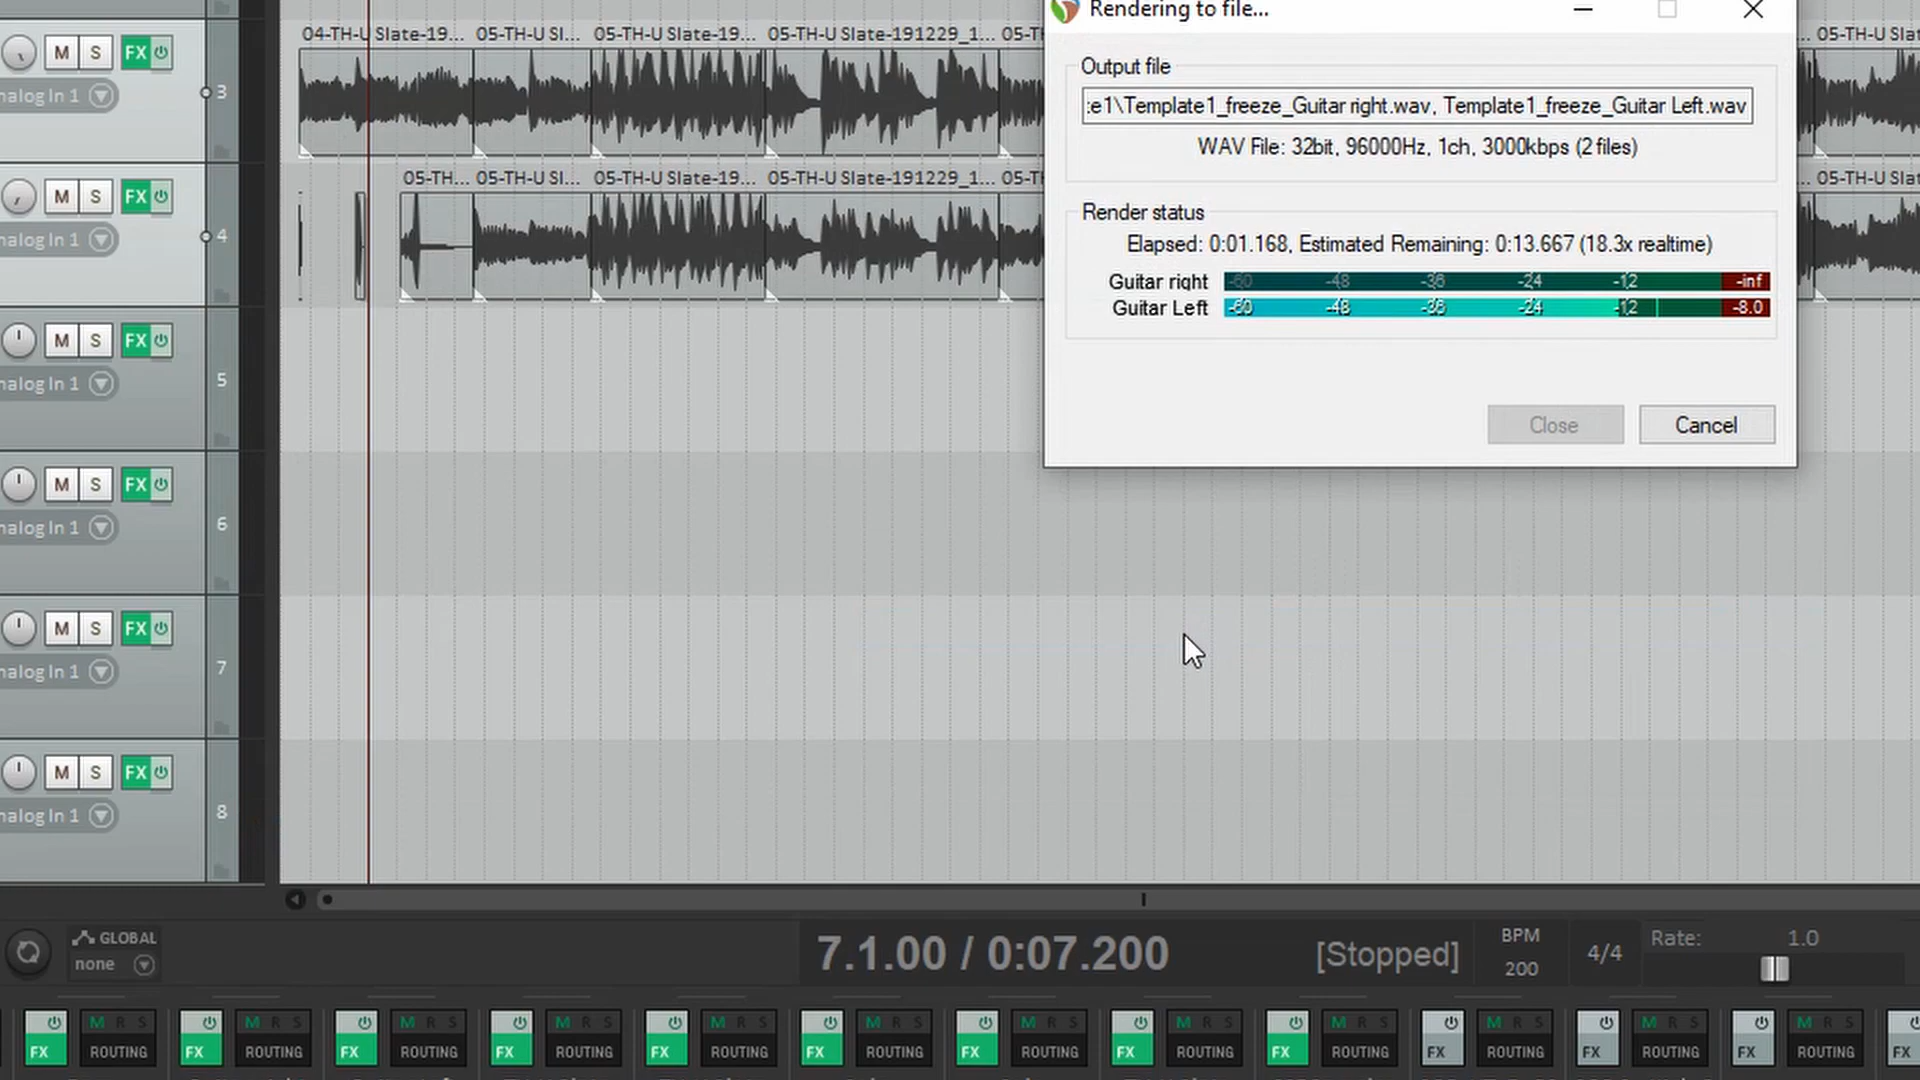 Rendering to file...
04-TH-U Slate-19...
05-TH-U Sl...
05-TH-U Slate-19...
05-TH-U Slate-191229_1...
05-TH
... 05-TH-U Slat
M S FX
nalog In 1
3
Output file
:e1\Template1_freeze_Guitar right.wav, Template1_freeze_Guitar Left.wav
WAV File: 32bit, 96000Hz, 1ch, 3000kbps (2 files)
05-TH...
05-TH-U Sl...
05-TH-U Slate-19...
05-TH-U Slate-191229_1...
05-TH
... 05-TH-U Slat
M S FX
nalog In 1
4
Render status
Elapsed: 0:01.168, Estimated Remaining: 0:13.667 (18.3x realtime)
Guitar right -60 -48 -36 -24 -12 -inf
Guitar Left -60 -48 -36 -24 -12 -8.0
Close Cancel
M S FX
nalog In 1
5
M S FX
nalog In 1
6
M S FX
nalog In 1
7
M S FX
nalog In 1
8
GLOBAL
none
7.1.00 / 0:07.200
[Stopped]
BPM
200
4/4
Rate: 1.0
M R S M R S M R S M R S M R S M R S M R S M R S M R S M R S M R S M R S
FX ROUTING FX ROUTING FX ROUTING FX ROUTING FX ROUTING FX ROUTING FX ROUTING FX ROUTING FX ROUTING FX ROUTING FX ROUTING FX ROUTING FX